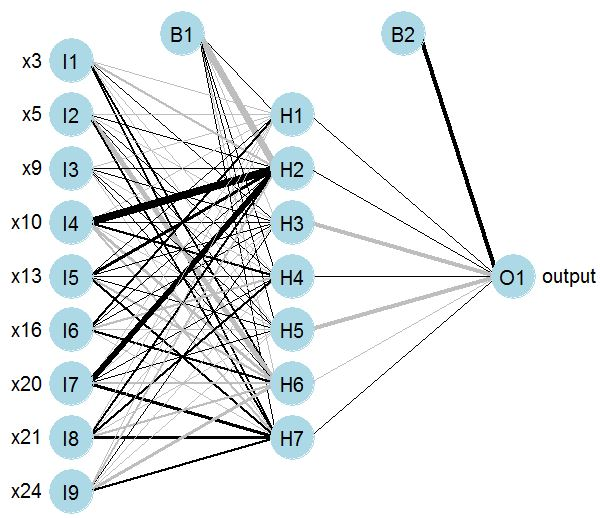 B1 B2
x3 I1
x5 I2 H1
x9 I3 H2
x10 I4 H3
x13 I5 H4 O1 output
x16 I6 H5
x20 I7 H6
x21 I8 H7
x24 I9